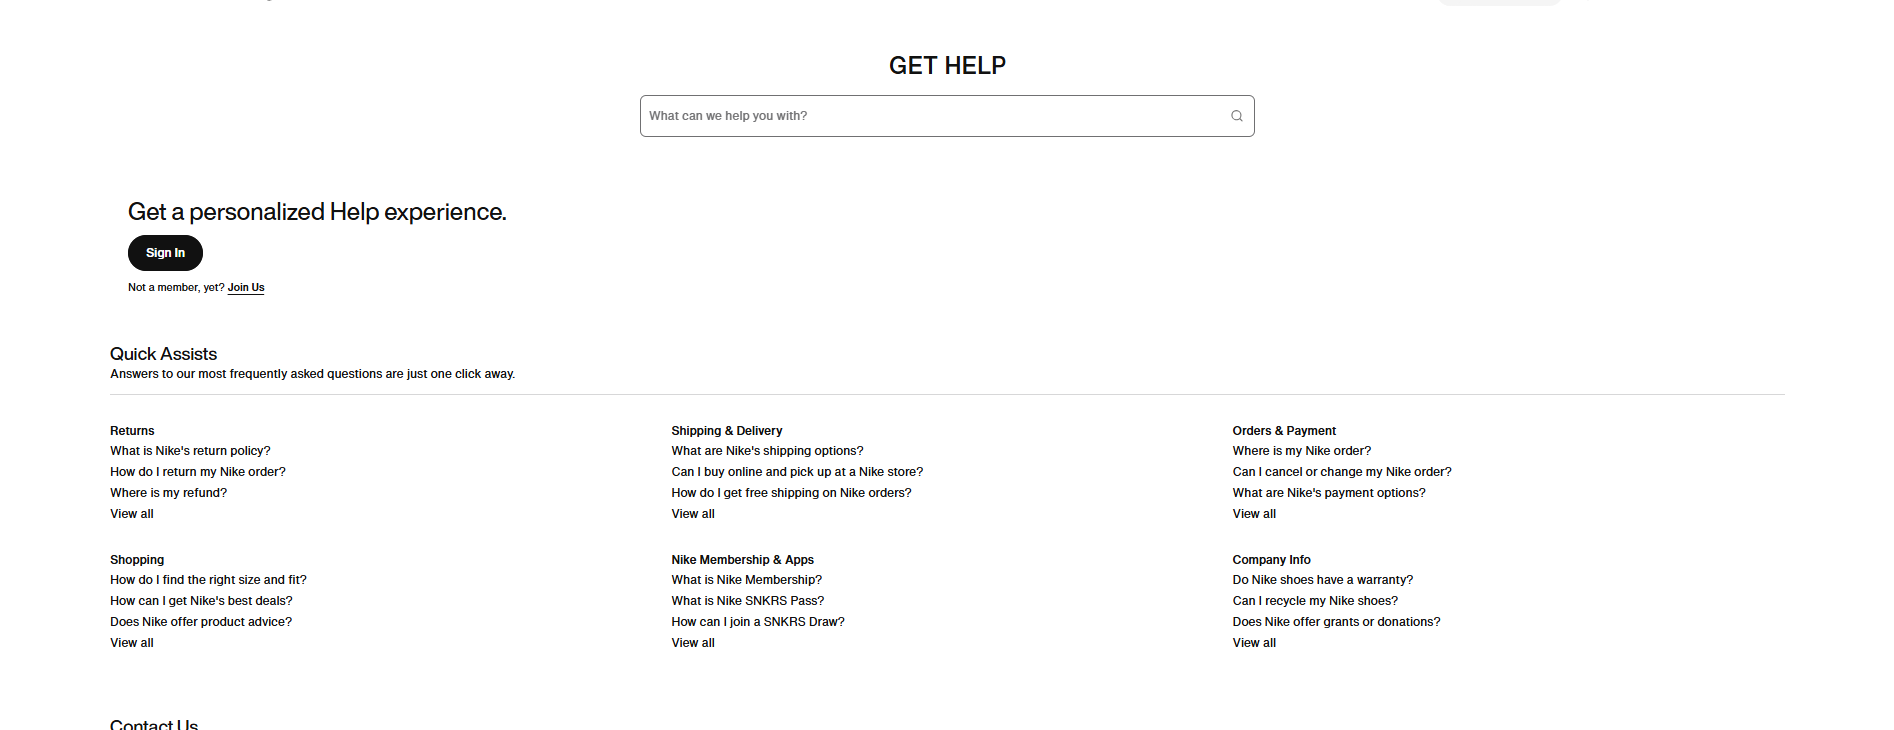 GET HELP
What can we help you with?
Get a personalized Help experience.
Sign In
Not a member, yet? Join Us
Quick Assists
Answers to our most frequently asked questions are just one click away.
Returns
What is Nike's return policy?
How do I return my Nike order?
Where is my refund?
View all
Shipping & Delivery
What are Nike's shipping options?
Can I buy online and pick up at a Nike store?
How do I get free shipping on Nike orders?
View all
Orders & Payment
Where is my Nike order?
Can I cancel or change my Nike order?
What are Nike's payment options?
View all
Shopping
How do I find the right size and fit?
How can I get Nike's best deals?
Does Nike offer product advice?
View all
Nike Membership & Apps
What is Nike Membership?
What is Nike SNKRS Pass?
How can I join a SNKRS Draw?
View all
Company Info
Do Nike shoes have a warranty?
Can I recycle my Nike shoes?
Does Nike offer grants or donations?
View all
Contact Us